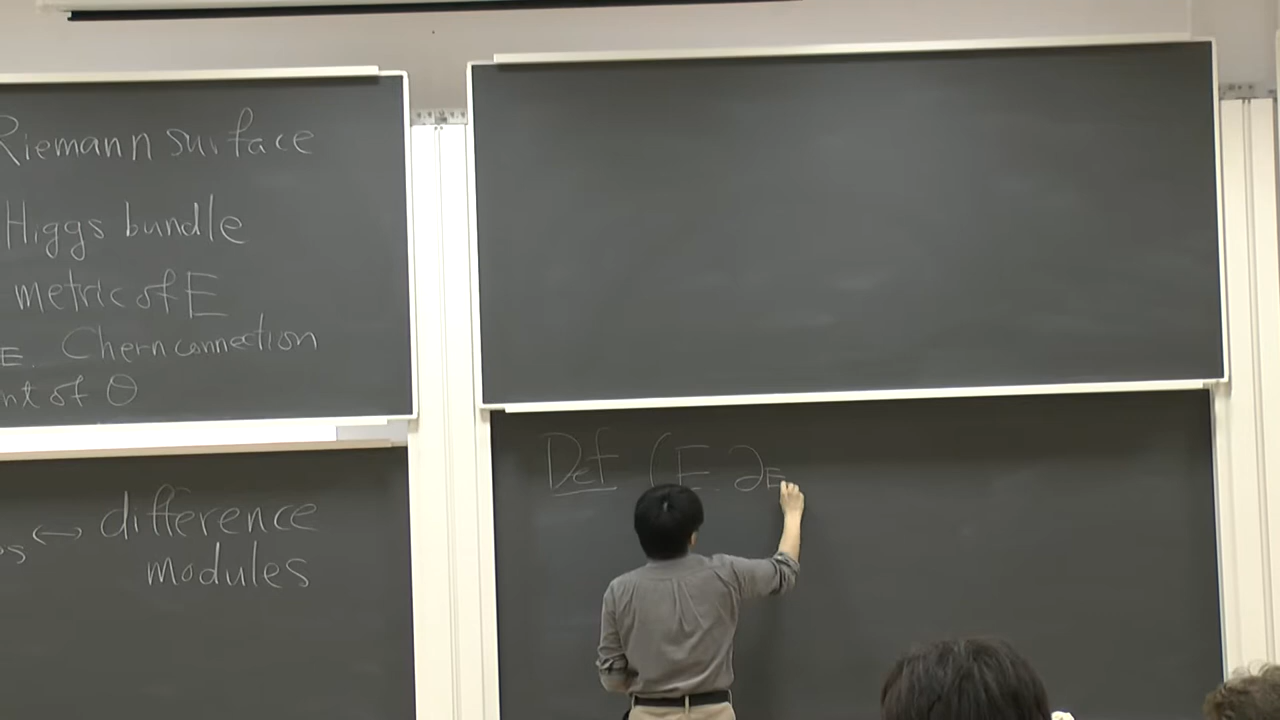 Riemann surface
Higgs bundle
metric of E
E. Chern connection
nt of θ
s ↔ difference
modules
Def (E. ∂E